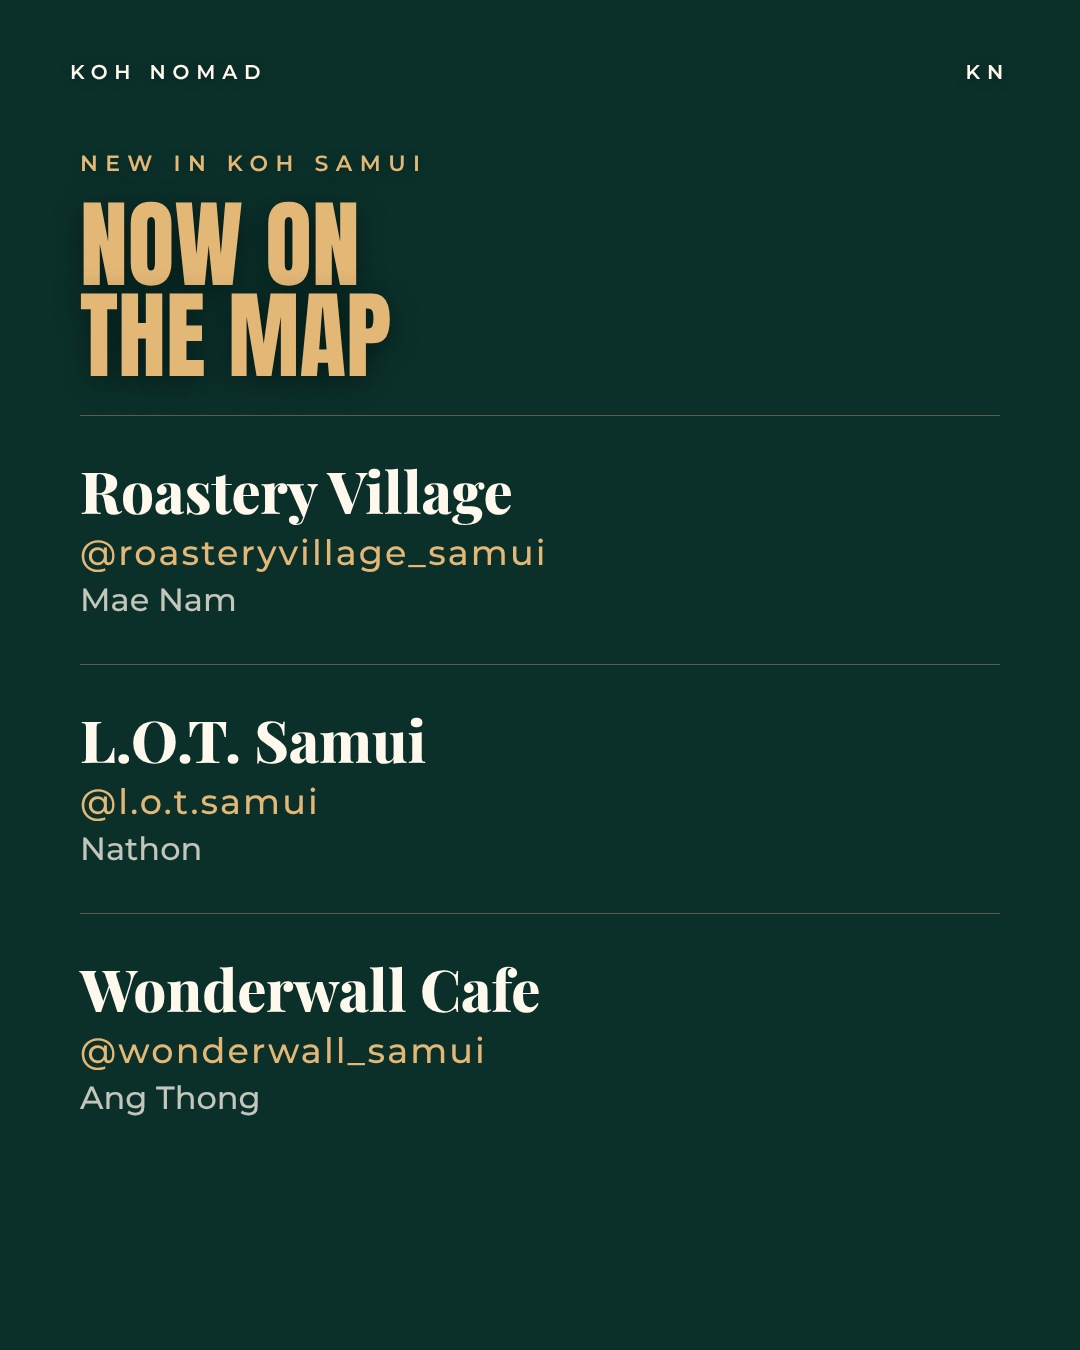 KOH NOMAD
KN
NEW IN KOH SAMUI
NOW ON
THE MAP
Roastery Village
@roasteryvillage_samui
Mae Nam
L.O.T. Samui
@l.o.t.samui
Nathon
Wonderwall Cafe
@wonderwall_samui
Ang Thong